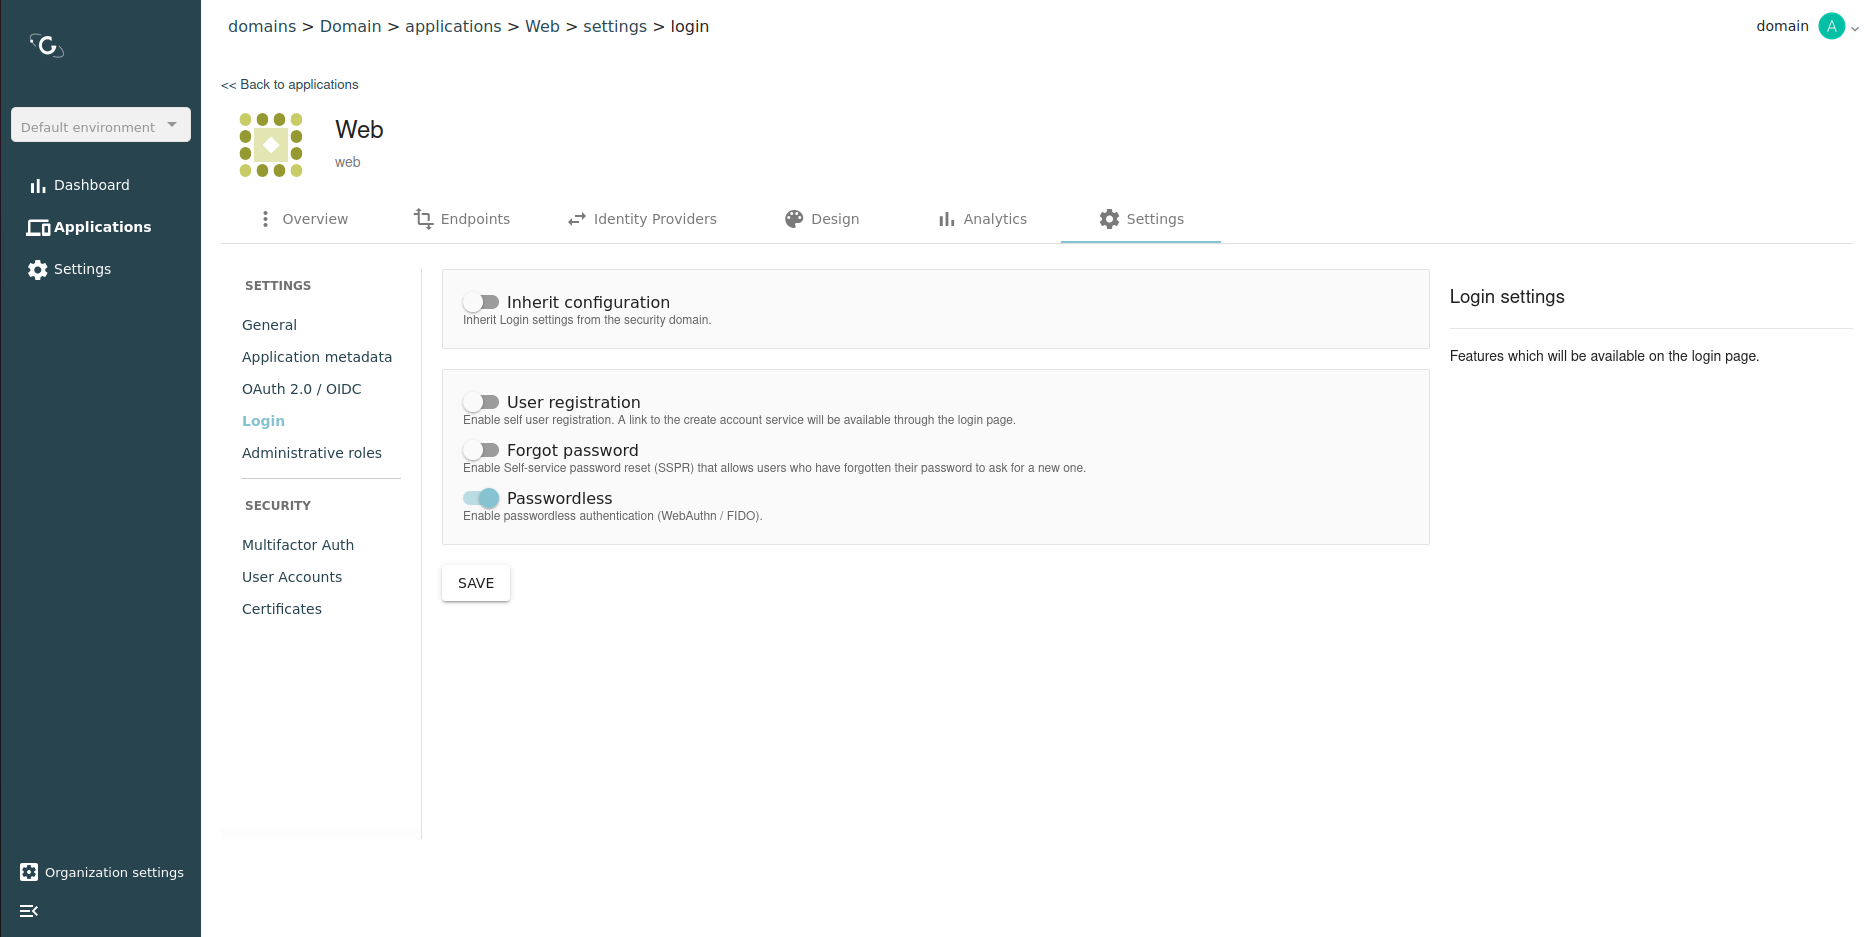 domains > Domain > applications > Web > settings > login
domain A
<< Back to applications
Default environment
Web
web
Dashboard
Applications
Settings
Overview
Endpoints
Identity Providers
Design
Analytics
Settings
SETTINGS
General
Application metadata
OAuth 2.0 / OIDC
Login
Administrative roles
SECURITY
Multifactor Auth
User Accounts
Certificates
Inherit configuration
Inherit Login settings from the security domain.
User registration
Enable self user registration. A link to the create account service will be available through the login page.
Forgot password
Enable Self-service password reset (SSPR) that allows users who have forgotten their password to ask for a new one.
Passwordless
Enable passwordless authentication (WebAuthn / FIDO).
SAVE
Login settings
Features which will be available on the login page.
Organization settings